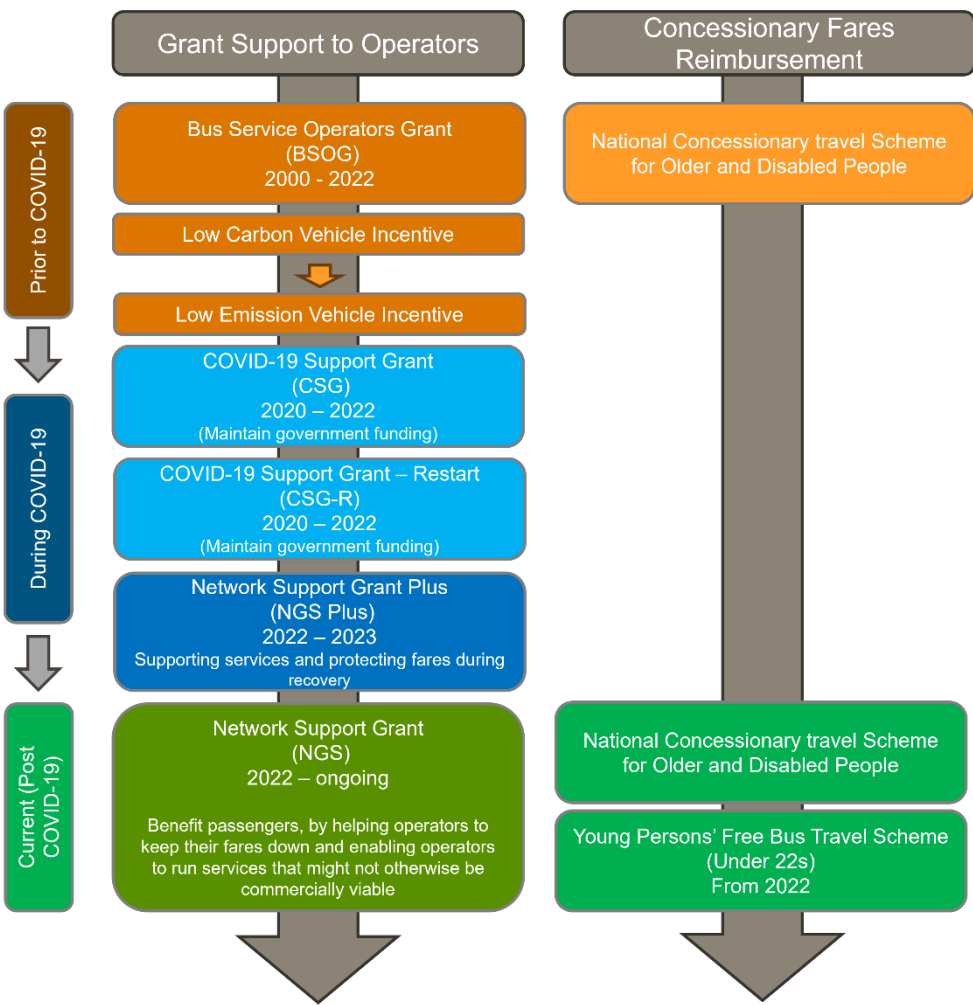 Grant Support to Operators
Concessionary Fares
Reimbursement
Prior to COVID-19
Bus Service Operators Grant
(BSOG)
2000 - 2022
National Concessionary travel Scheme
for Older and Disabled People
Low Carbon Vehicle Incentive
Low Emission Vehicle Incentive
During COVID-19
COVID-19 Support Grant
(CSG)
2020 – 2022
(Maintain government funding)
COVID-19 Support Grant – Restart
(CSG-R)
2020 – 2022
(Maintain government funding)
Network Support Grant Plus
(NGS Plus)
2022 – 2023
Supporting services and protecting fares during
recovery
Current (Post
COVID-19)
Network Support Grant
(NGS)
2022 – ongoing
Benefit passengers, by helping operators to
keep their fares down and enabling operators
to run services that might not otherwise be
commercially viable
National Concessionary travel Scheme
for Older and Disabled People
Young Persons’ Free Bus Travel Scheme
(Under 22s)
From 2022